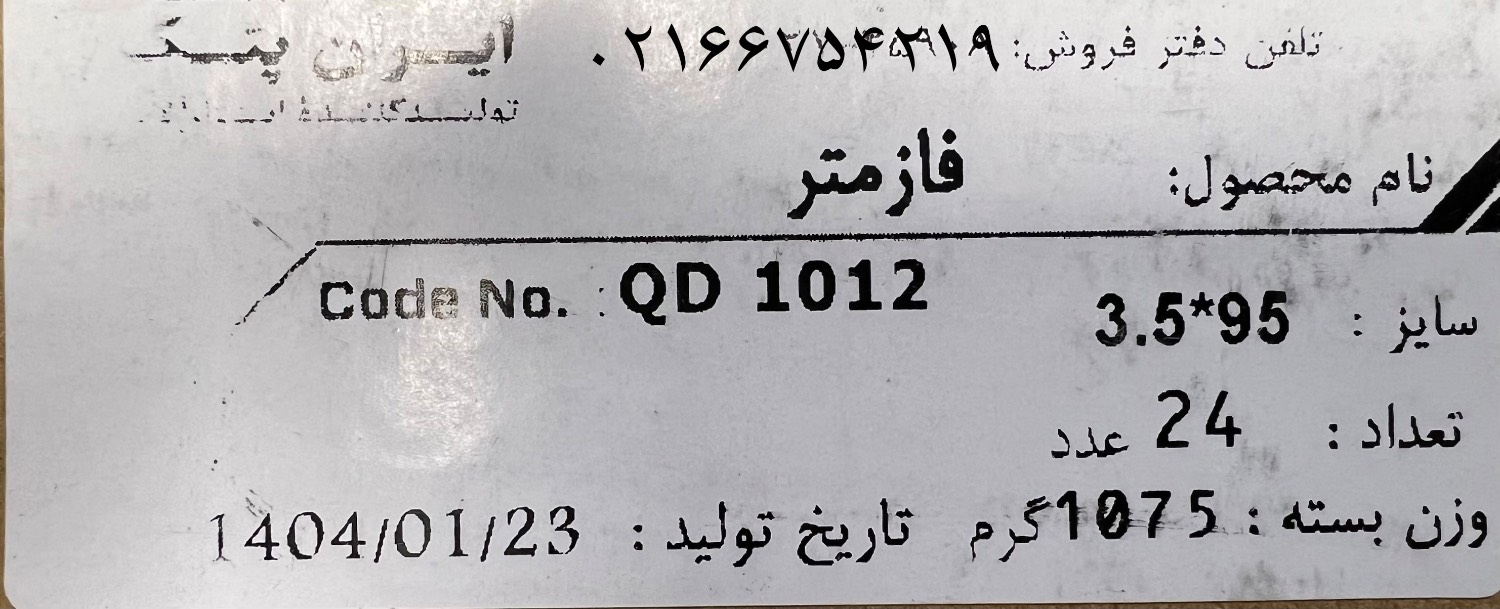 ایران پتک
تلفن دفتر فروش: ۰۲۱۶۶۷۵۴۳۱۹
تولیدکنندهٔ
نام محصول: فازمتر
Code No. : QD 1012
سایز : 3.5*95
تعداد : 24 عدد
وزن بسته : 1075 گرم تاریخ تولید : 1404/01/23